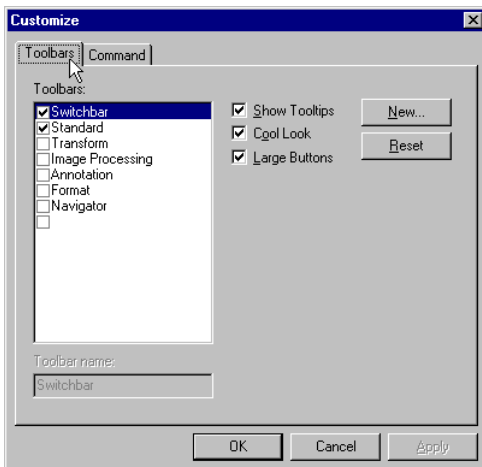 Customize
Toolbars Command
Toolbars:
Switchbar
Standard
Transform
Image Processing
Annotation
Format
Navigator
Show Tooltips
Cool Look
Large Buttons
New...
Reset
Toolbar name:
Switchbar
OK Cancel Apply